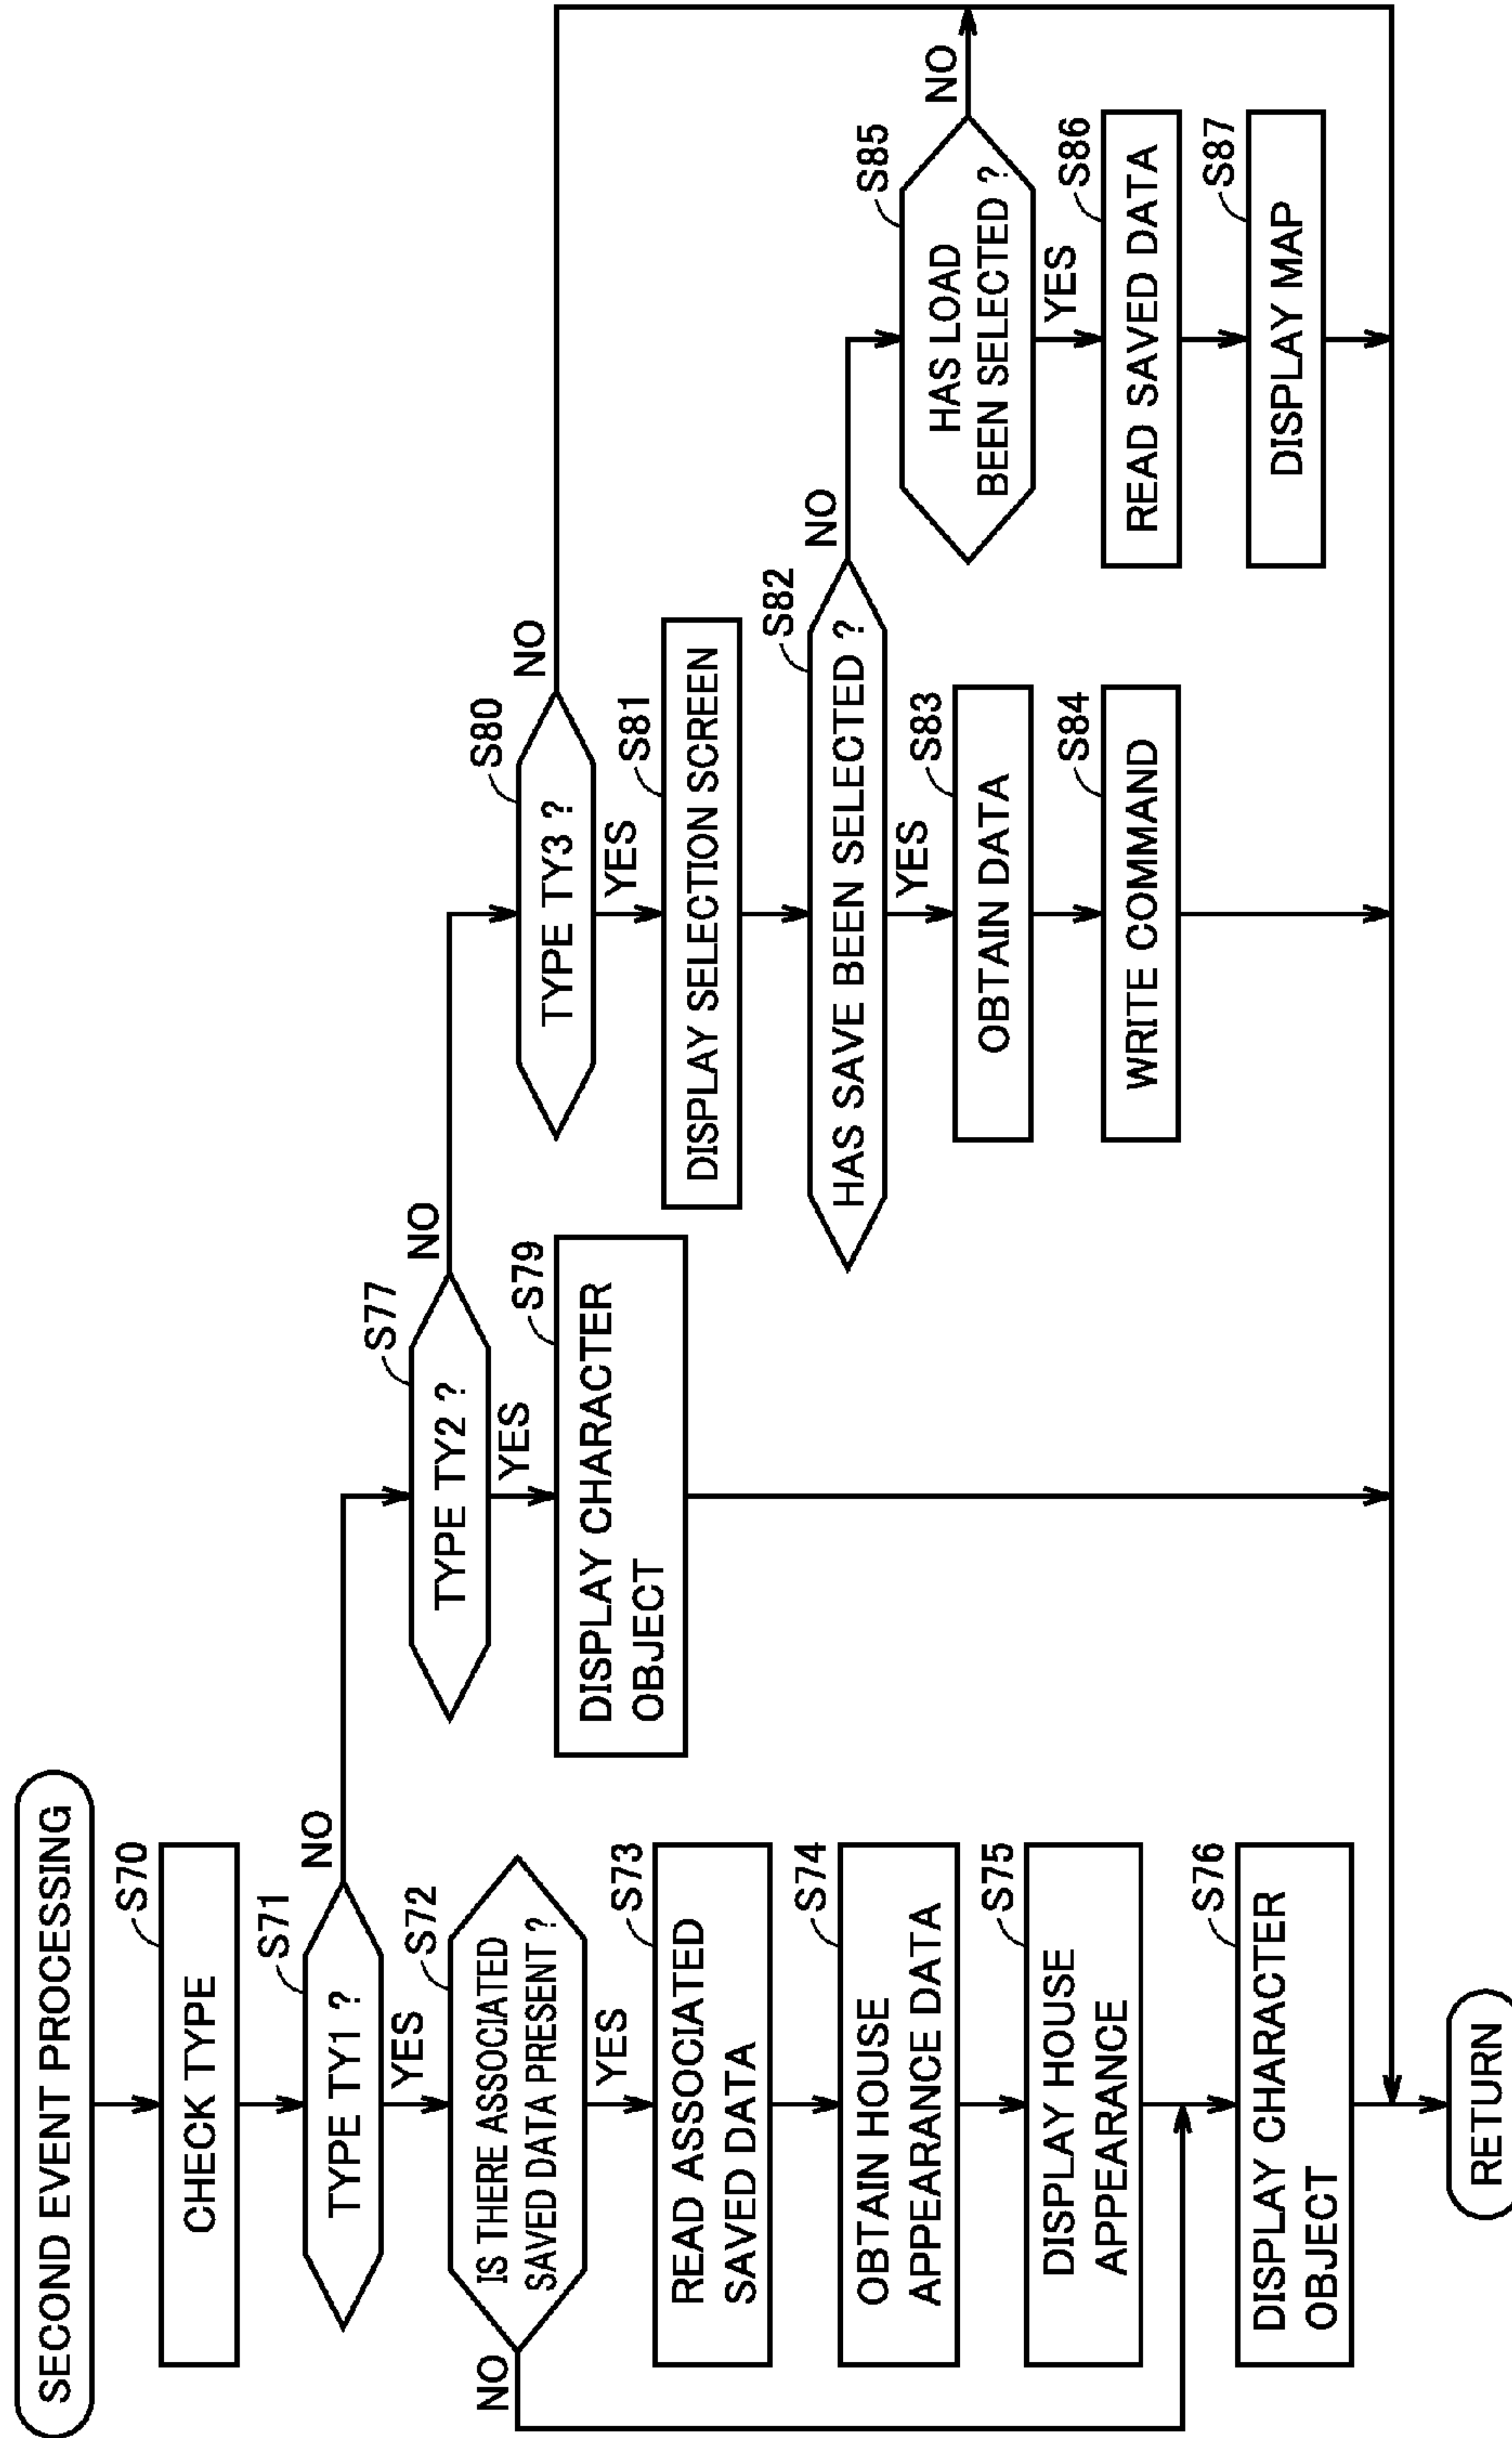 SECOND EVENT PROCESSING
S70
CHECK TYPE
S71
TYPE TY1 ?
NO
YES
S72
IS THERE ASSOCIATED
SAVED DATA PRESENT ?
NO
YES
S73
READ ASSOCIATED
SAVED DATA
S74
OBTAIN HOUSE
APPEARANCE DATA
S75
DISPLAY HOUSE
APPEARANCE
S76
DISPLAY CHARACTER
OBJECT
RETURN
S77
TYPE TY2 ?
NO
YES
S79
DISPLAY CHARACTER
OBJECT
S80
TYPE TY3 ?
NO
YES
S81
DISPLAY SELECTION SCREEN
S82
HAS SAVE BEEN SELECTED ?
NO
YES
S83
OBTAIN DATA
S84
WRITE COMMAND
S85
HAS LOAD
BEEN SELECTED ?
NO
YES
S86
READ SAVED DATA
S87
DISPLAY MAP